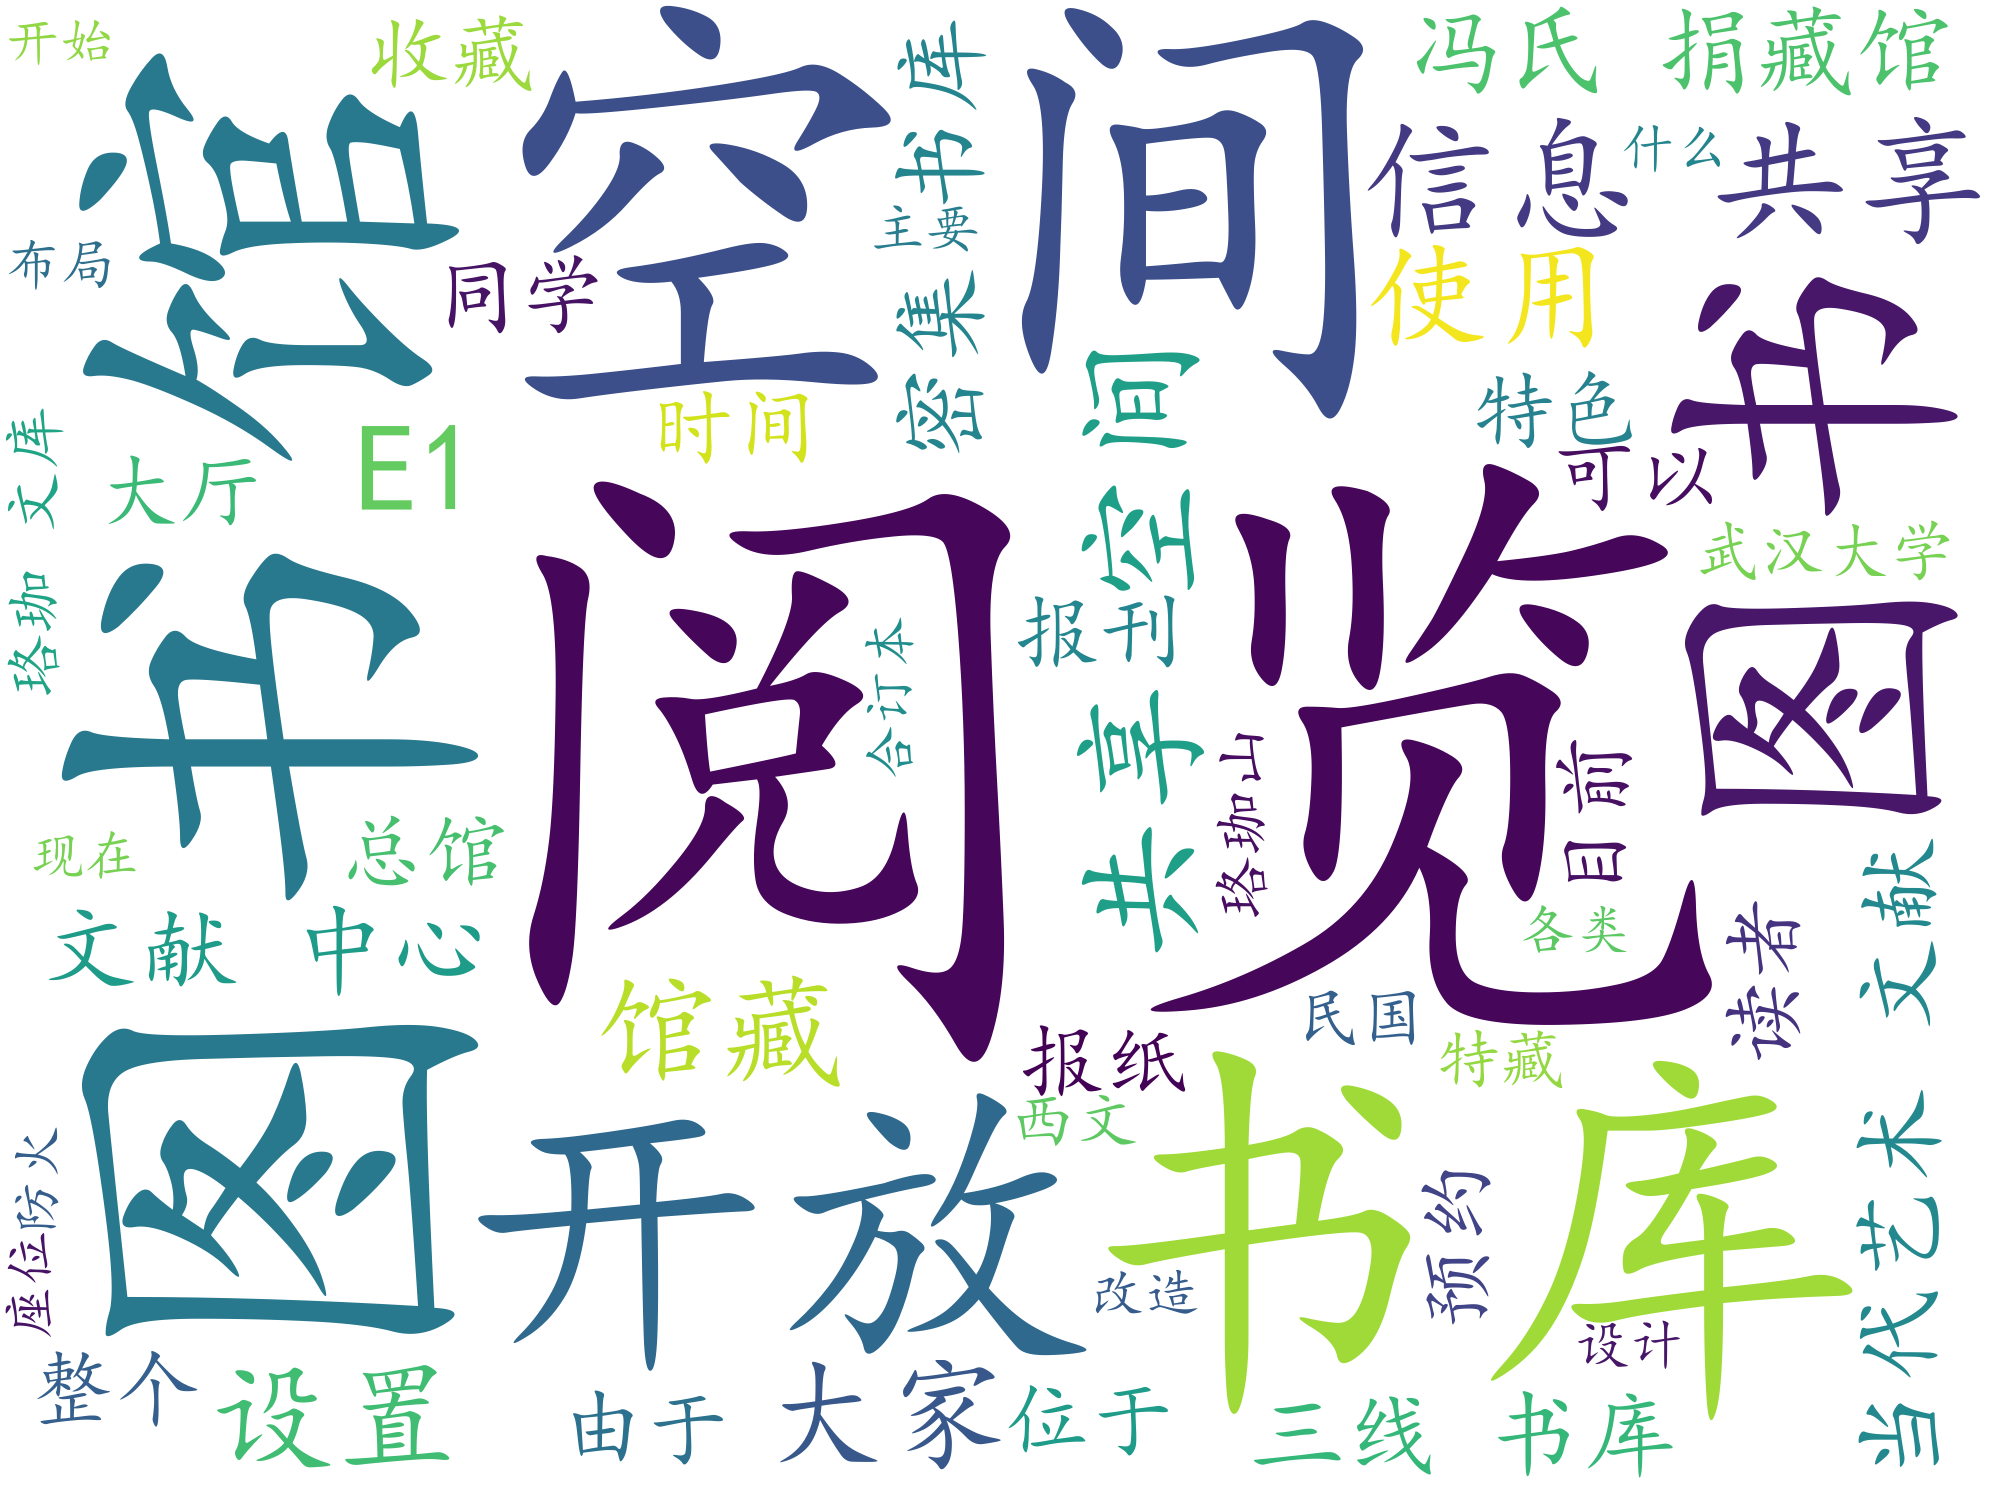 开始
收藏
空间
密集书库
冯氏 捐藏馆
信息 共享
什么
图书馆
布局
同学
主要
使用
图书
珞珈 文库
大厅
E1
时间
共享空间
特色
可以
武汉大学
阅览
合订本
报刊
珞珈山
目前
现在
总馆
文献 中心
各类
读者
当代艺术 文献
馆藏
报纸
民国
特藏
西文
开放
书库
座位防火
改造
预约
设计
整个
设置
由于
大家
位于
三线 书库